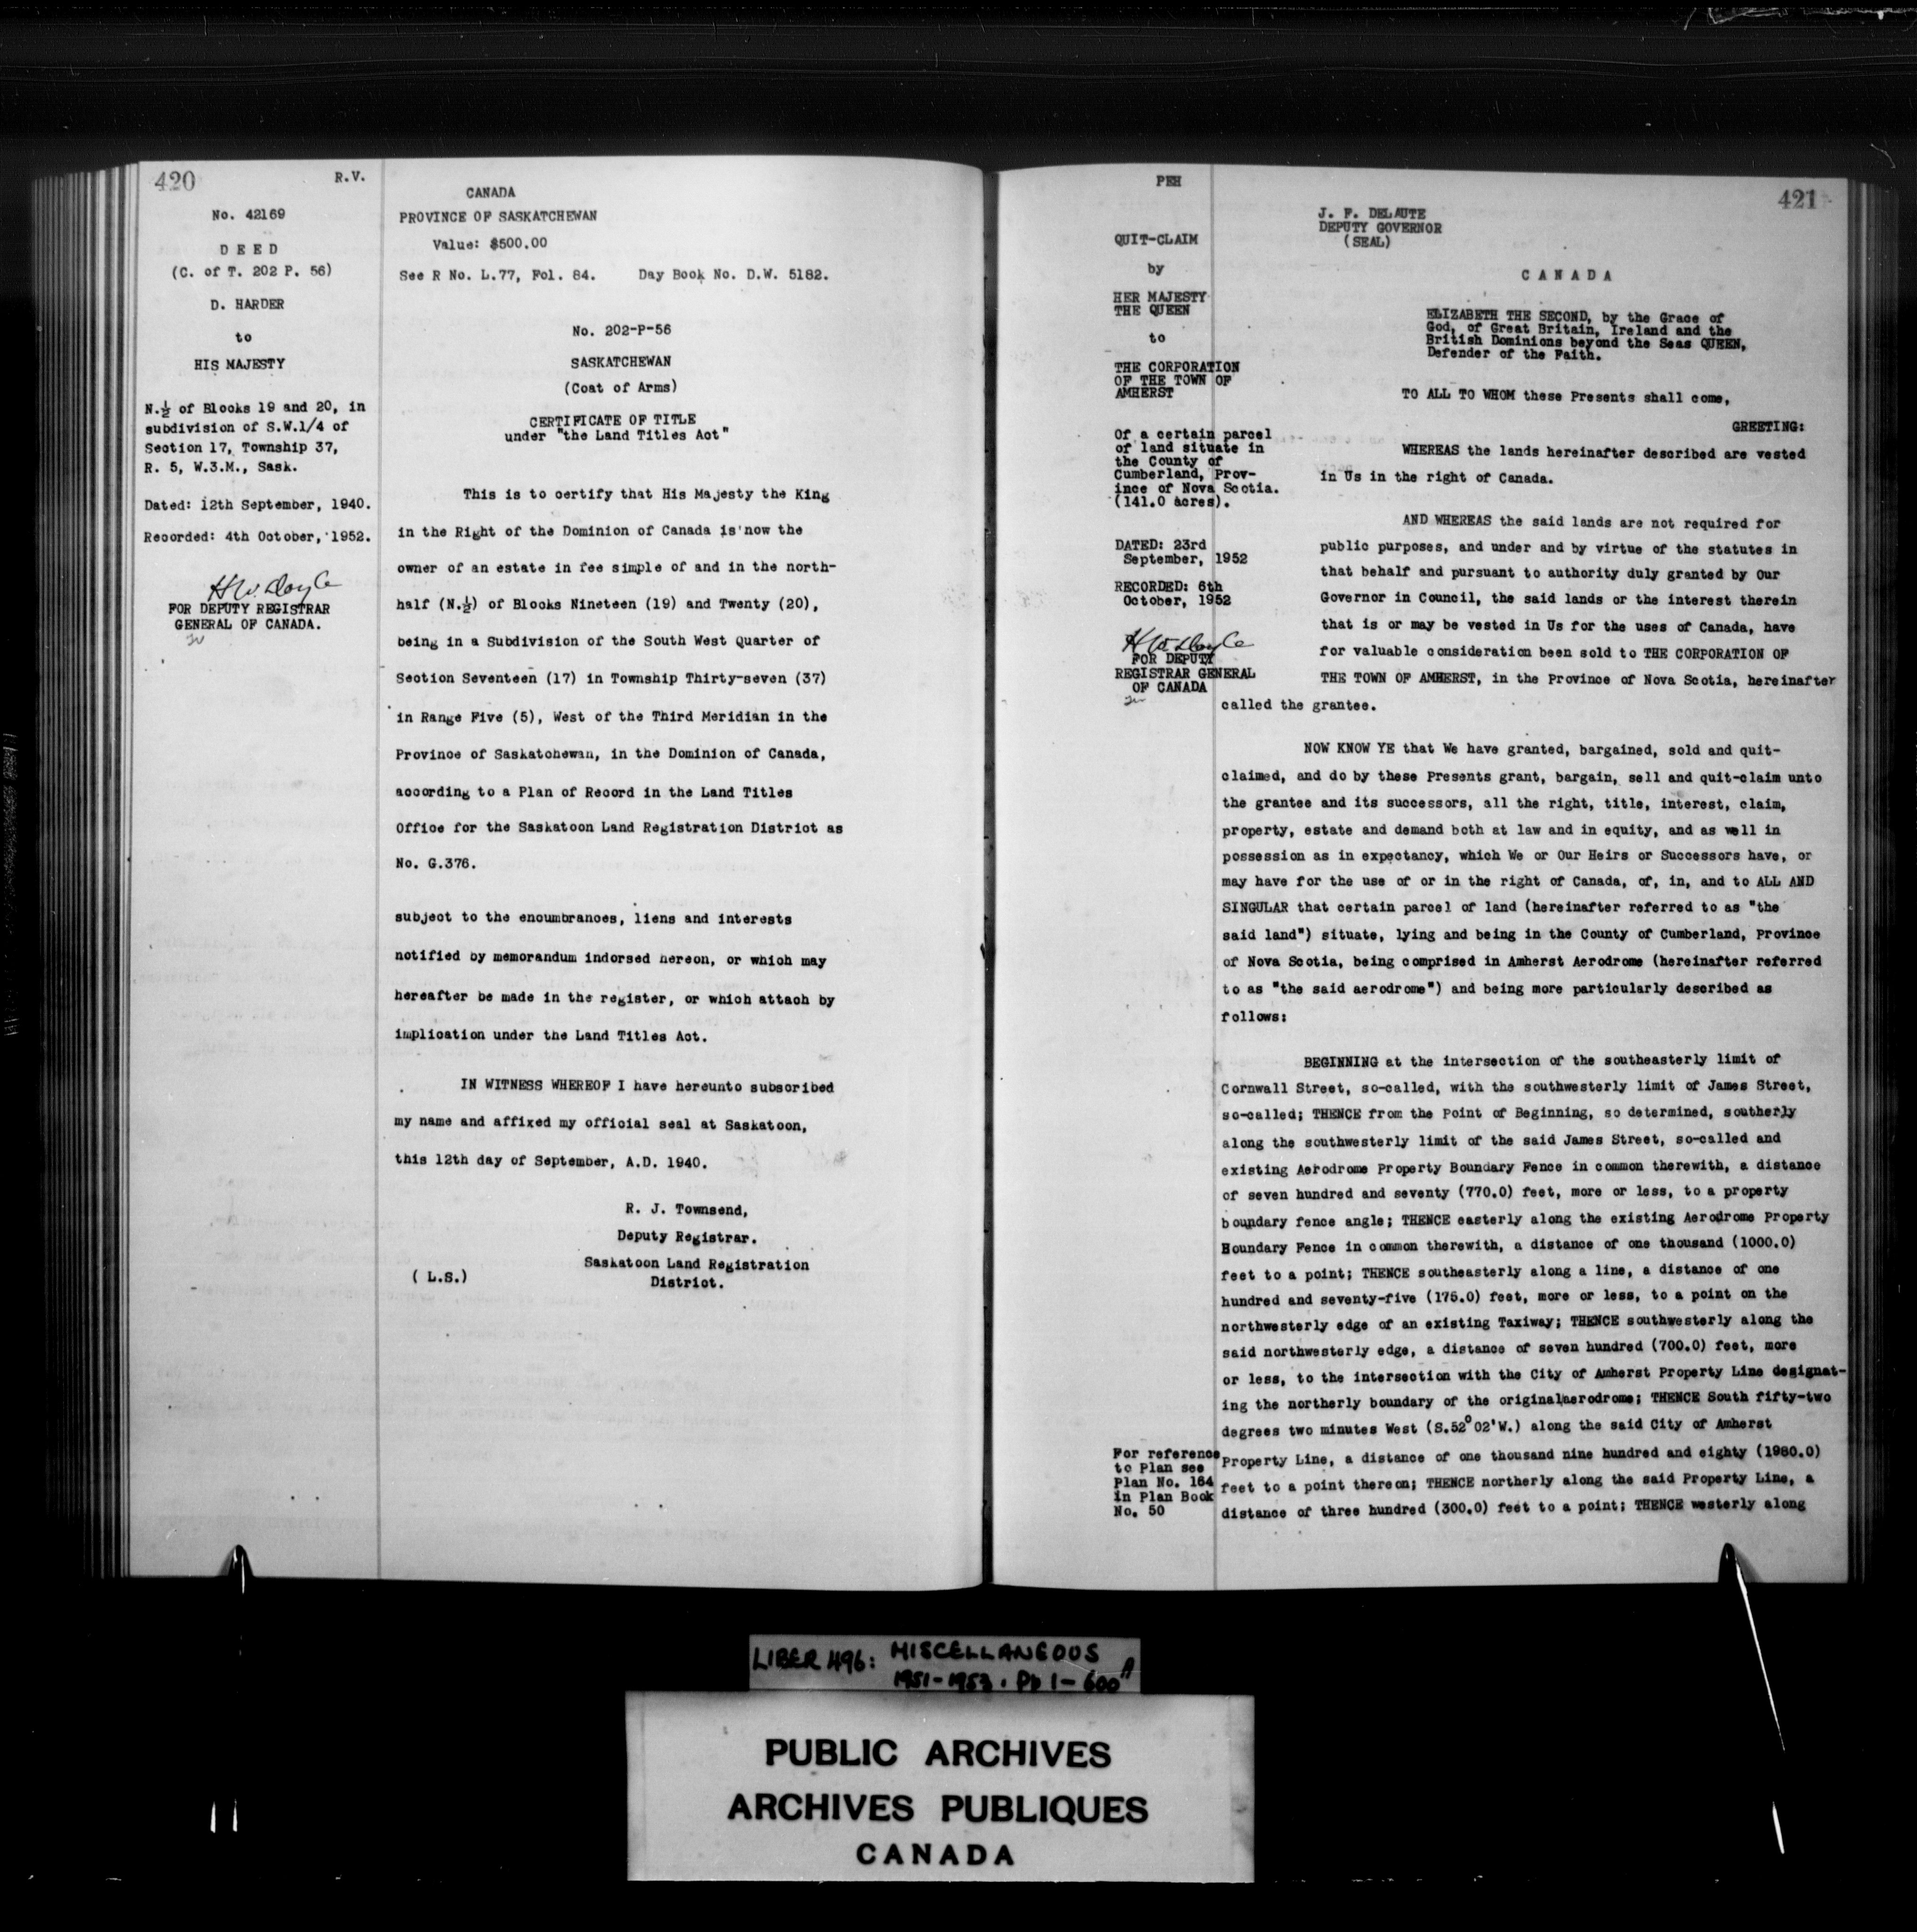 420
R.V.
No. 42169
D E E D
(C. of T. 202 P. 56)
D. HARDER
to
HIS MAJESTY
N.½ of Blocks 19 and 20, in
subdivision of S.W.1/4 of
Section 17, Township 37,
R. 5, W.3.M., Sask.
Dated: 12th September, 1940.
Recorded: 4th October, 1952.
H W. Doyle
FOR DEPUTY REGISTRAR
GENERAL OF CANADA.
CANADA
PROVINCE OF SASKATCHEWAN
Value: $500.00
See R No. L.77, Fol. 84. Day Book No. D.W. 5182.
No. 202-P-56
SASKATCHEWAN
(Coat of Arms)
CERTIFICATE OF TITLE
under "the Land Titles Act"
This is to certify that His Majesty the King
in the Right of the Dominion of Canada is now the
owner of an estate in fee simple of and in the north-
half (N.½) of Blocks Nineteen (19) and Twenty (20),
being in a Subdivision of the South West Quarter of
Section Seventeen (17) in Township Thirty-seven (37)
in Range Five (5), West of the Third Meridian in the
Province of Saskatchewan, in the Dominion of Canada,
according to a Plan of Record in the Land Titles
Office for the Saskatoon Land Registration District as
No. G.376.
subject to the encumbrances, liens and interests
notified by memorandum indorsed hereon, or which may
hereafter be made in the register, or which attach by
implication under the Land Titles Act.
IN WITNESS WHEREOF I have hereunto subscribed
my name and affixed my official seal at Saskatoon,
this 12th day of September, A.D. 1940.
R. J. Townsend,
Deputy Registrar.
Saskatoon Land Registration
District.
( L.S.)
PEH
421
QUIT-CLAIM
by
HER MAJESTY
THE QUEEN
to
THE CORPORATION
OF THE TOWN OF
AMHERST
Of a certain parcel
of land situate in
the County of
Cumberland, Prov-
ince of Nova Scotia.
(141.0 acres).
DATED: 23rd
September, 1952
RECORDED: 6th
October, 1952
H W Doyle
FOR DEPUTY
REGISTRAR GENERAL
OF CANADA
J. F. DELAUTE
DEPUTY GOVERNOR
(SEAL)
C A N A D A
ELIZABETH THE SECOND, by the Grace of
God, of Great Britain, Ireland and the
British Dominions beyond the Seas QUEEN,
Defender of the Faith.
TO ALL TO WHOM these Presents shall come,
GREETING:
WHEREAS the lands hereinafter described are vested
in Us in the right of Canada.
AND WHEREAS the said lands are not required for
public purposes, and under and by virtue of the statutes in
that behalf and pursuant to authority duly granted by Our
Governor in Council, the said lands or the interest therein
that is or may be vested in Us for the uses of Canada, have
for valuable consideration been sold to THE CORPORATION OF
THE TOWN OF AMHERST, in the Province of Nova Scotia, hereinafter
called the grantee.
NOW KNOW YE that We have granted, bargained, sold and quit-
claimed, and do by these Presents grant, bargain, sell and quit-claim unto
the grantee and its successors, all the right, title, interest, claim,
property, estate and demand both at law and in equity, and as well in
possession as in expectancy, which We or Our Heirs or Successors have, or
may have for the use of or in the right of Canada, of, in, and to ALL AND
SINGULAR that certain parcel of land (hereinafter referred to as "the
said land") situate, lying and being in the County of Cumberland, Province
of Nova Scotia, being comprised in Amherst Aerodrome (hereinafter referred
to as "the said aerodrome") and being more particularly described as
follows:
BEGINNING at the intersection of the southeasterly limit of
Cornwall Street, so-called, with the southwesterly limit of James Street,
so-called; THENCE from the Point of Beginning, so determined, southerly
along the southwesterly limit of the said James Street, so-called and
existing Aerodrome Property Boundary Fence in common therewith, a distance
of seven hundred and seventy (770.0) feet, more or less, to a property
boundary fence angle; THENCE easterly along the existing Aerodrome Property
Boundary Fence in common therewith, a distance of one thousand (1000.0)
feet to a point; THENCE southeasterly along a line, a distance of one
hundred and seventy-five (175.0) feet, more or less, to a point on the
northwesterly edge of an existing Taxiway; THENCE southwesterly along the
said northwesterly edge, a distance of seven hundred (700.0) feet, more
or less, to the intersection with the City of Amherst Property Line designat-
ing the northerly boundary of the original aerodrome; THENCE South fifty-two
degrees two minutes West (S.52°02'W.) along the said City of Amherst
Property Line, a distance of one thousand nine hundred and eighty (1980.0)
feet to a point thereon; THENCE northerly along the said Property Line, a
distance of three hundred (300.0) feet to a point; THENCE westerly along
For reference
to Plan see
Plan No. 164
in Plan Book
No. 50
LIBER 496: MISCELLANEOUS
1951-1953. Pp 1-600A
PUBLIC ARCHIVES
ARCHIVES PUBLIQUES
CANADA